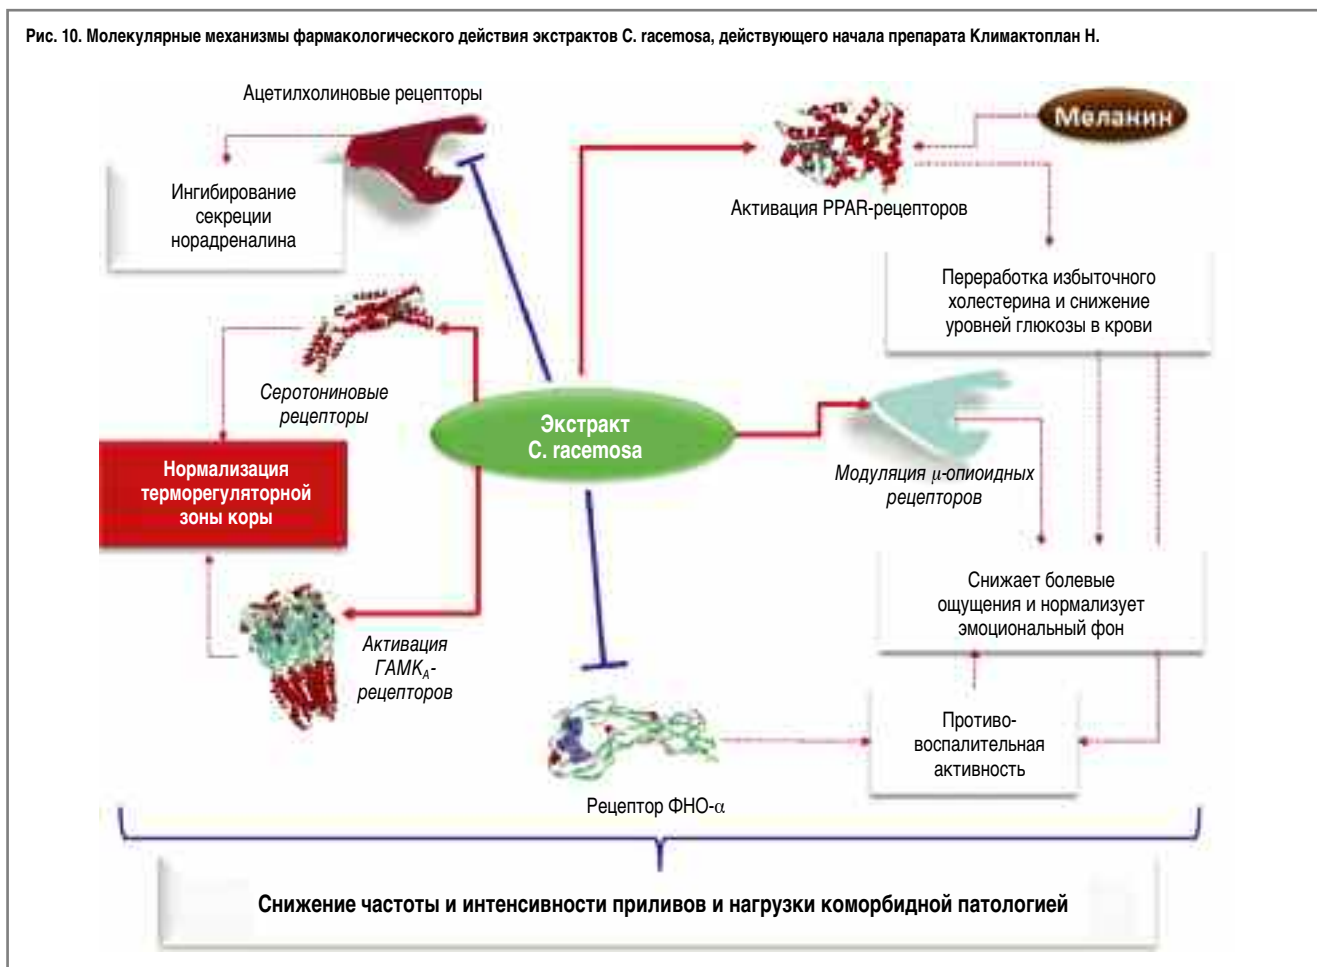 Рис. 10. Молекулярные механизмы фармакологического действия экстрактов C. racemosa, действующего начала препарата Климактоплан Н.
Ацетилхолиновые рецепторы
Меланин
Ингибирование
секреции
норадреналина
Активация PPAR-рецепторов
Переработка избыточного
холестерина и снижение
уровней глюкозы в крови
Серотониновые
рецепторы
Экстракт
C. racemosa
Нормализация
терморегуляторной
зоны коры
Модуляция μ-опиоидных
рецепторов
Снижает болевые
ощущения и нормализует
эмоциональный фон
Активация
ГАМКA-
рецепторов
Противо-
воспалительная
активность
Рецептор ФНО-α
Снижение частоты и интенсивности приливов и нагрузки коморбидной патологией